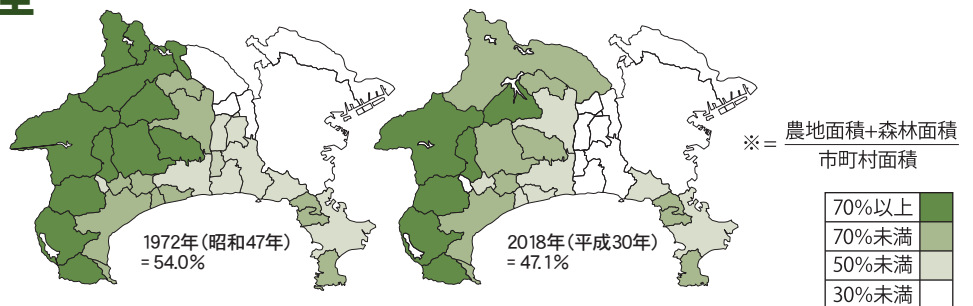 1972年（昭和47年）
= 54.0%
2018年（平成30年）
= 47.1%
※= 農地面積+森林面積
市町村面積
70%以上
70%未満
50%未満
30%未満